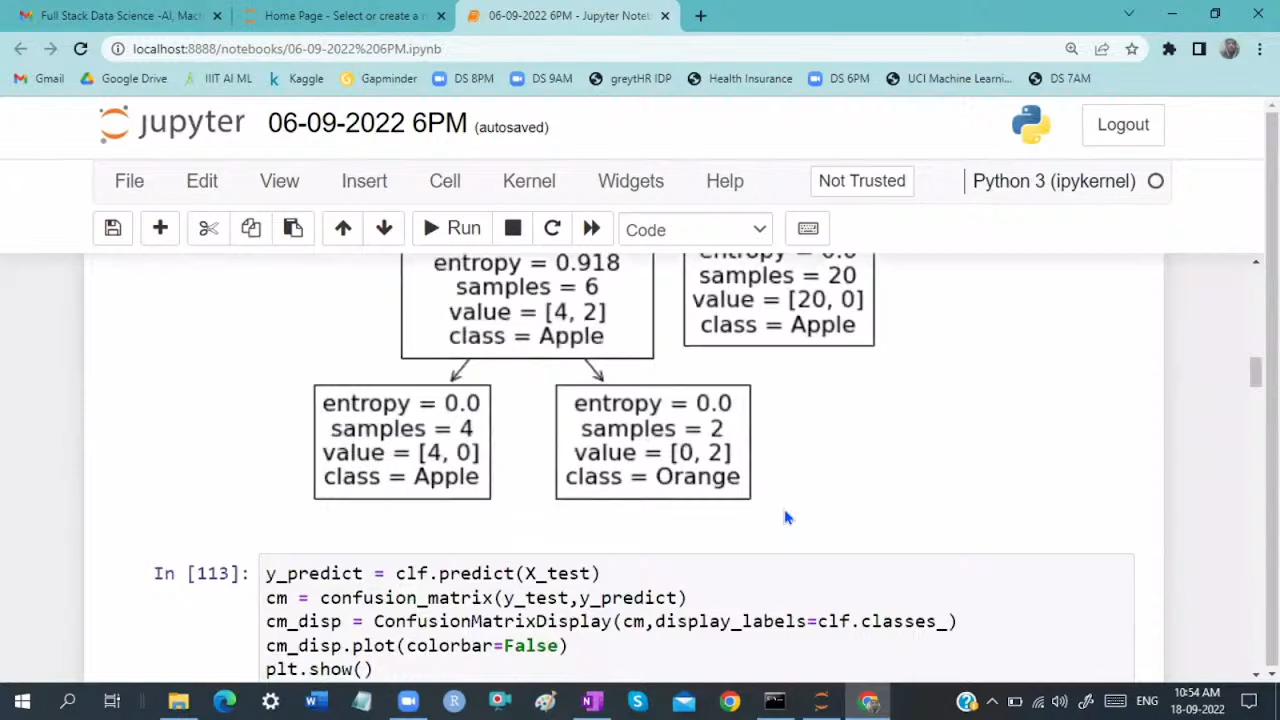 Full Stack Data Science -AI, Mac
Home Page - Select or create a n
06-09-2022 6PM - Jupyter Noteb
localhost:8888/notebooks/06-09-2022%206PM.ipynb
Gmail
Google Drive
IIIT AI ML
Kaggle
Gapminder
DS 8PM
DS 9AM
greytHR IDP
Health Insurance
DS 6PM
UCI Machine Learni...
DS 7AM
jupyter 06-09-2022 6PM (autosaved)
Logout
File Edit View Insert Cell Kernel Widgets Help
Not Trusted
Python 3 (ipykernel)
Run
Code
entropy = 0.918
samples = 6
value = [4, 2]
class = Apple
entropy = 0.0
samples = 20
value = [20, 0]
class = Apple
entropy = 0.0
samples = 4
value = [4, 0]
class = Apple
entropy = 0.0
samples = 2
value = [0, 2]
class = Orange
In [113]:
y_predict = clf.predict(X_test)
cm = confusion_matrix(y_test,y_predict)
cm_disp = ConfusionMatrixDisplay(cm,display_labels=clf.classes_)
cm_disp.plot(colorbar=False)
plt.show()
ENG
10:54 AM
18-09-2022